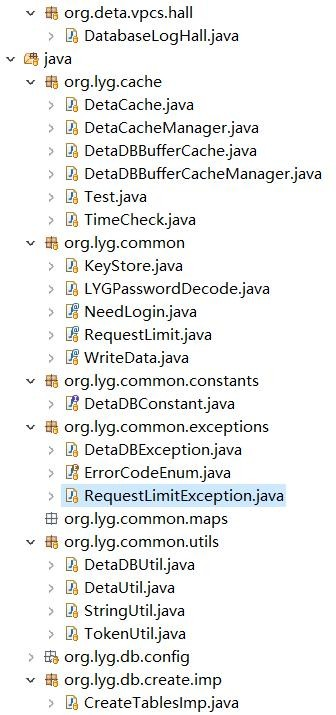 org.deta.vpcs.hall
DatabaseLogHall.java
java
org.lyg.cache
DetaCache.java
DetaCacheManager.java
DetaDBBufferCache.java
DetaDBBufferCacheManager.java
Test.java
TimeCheck.java
org.lyg.common
KeyStore.java
LYGPasswordDecode.java
NeedLogin.java
RequestLimit.java
WriteData.java
org.lyg.common.constants
DetaDBConstant.java
org.lyg.common.exceptions
DetaDBException.java
ErrorCodeEnum.java
RequestLimitException.java
org.lyg.common.maps
org.lyg.common.utils
DetaDBUtil.java
DetaUtil.java
StringUtil.java
TokenUtil.java
org.lyg.db.config
org.lyg.db.create.imp
CreateTablesImp.java